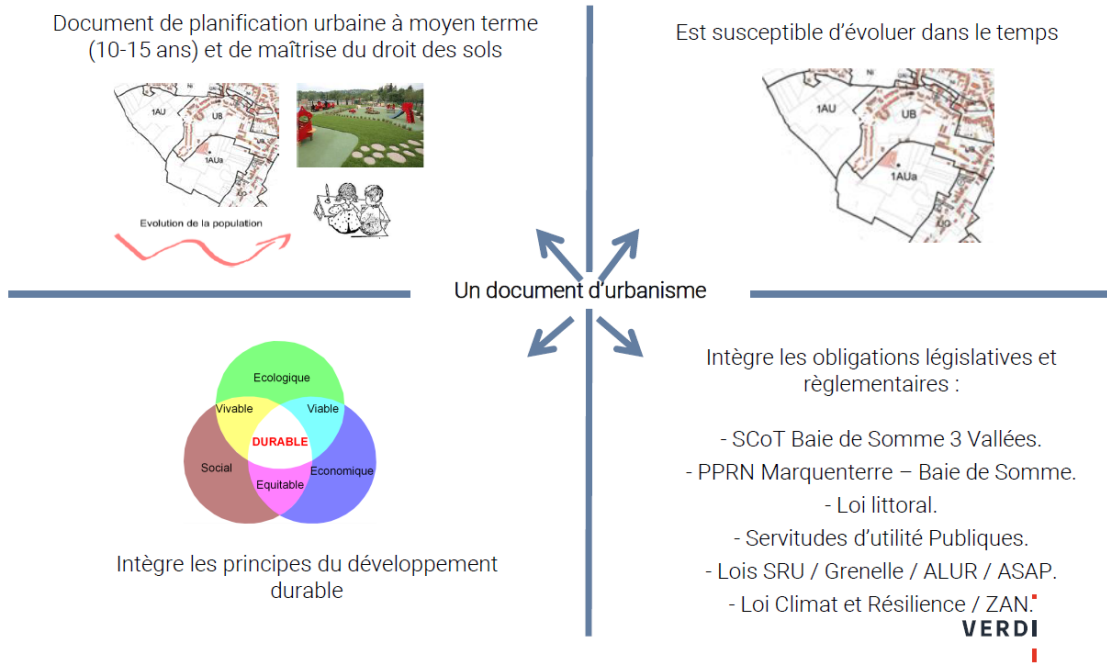 Document de planification urbaine à moyen terme
(10-15 ans) et de maîtrise du droit des sols
Ni
1AU
UB
UB
1AUa
Evolution de la population
Est susceptible d'évoluer dans le temps
Ni
1AU
UB
UB
1AUa
Un document d'urbanisme
Ecologique
Vivable
Viable
DURABLE
Social
Economique
Equitable
Intègre les principes du développement
durable
Intègre les obligations législatives et
règlementaires :
- SCoT Baie de Somme 3 Vallées.
- PPRN Marquenterre – Baie de Somme.
- Loi littoral.
- Servitudes d'utilité Publiques.
- Lois SRU / Grenelle / ALUR / ASAP.
- Loi Climat et Résilience / ZAN.
VERDI